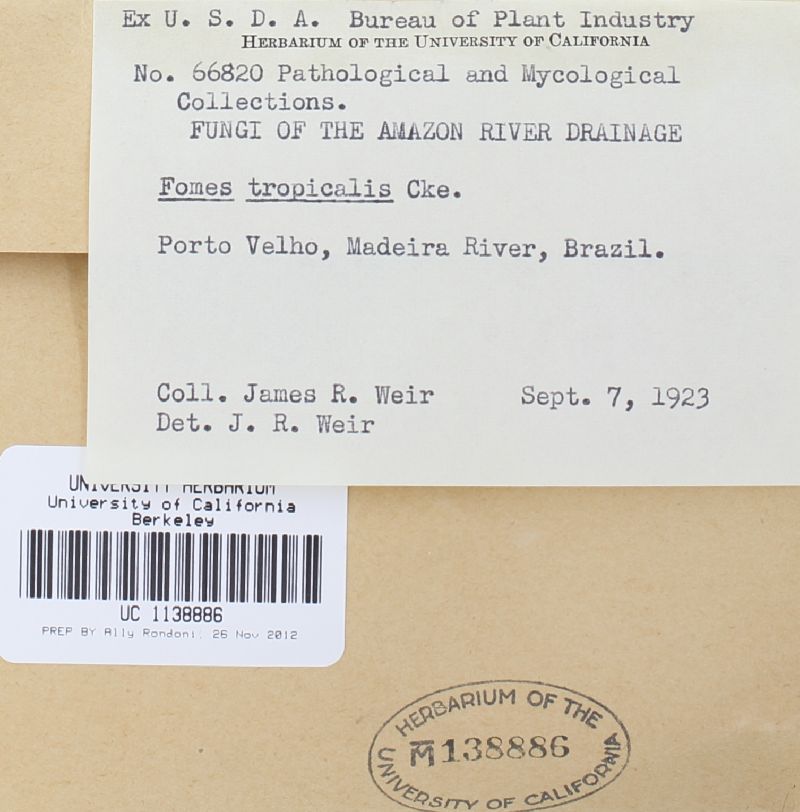 Ex U. S. D. A. Bureau of Plant Industry
HERBARIUM OF THE UNIVERSITY OF CALIFORNIA
No. 66820 Pathological and Mycological
Collections.
FUNGI OF THE AMAZON RIVER DRAINAGE
Fomes tropicalis Cke.
Porto Velho, Madeira River, Brazil.
Coll. James R. Weir Sept. 7, 1923
Det. J. R. Weir
UNIVERSITY HERBARIUM
University of California
Berkeley
UC 1138886
PREP BY Ally Rondoni: 26 Nov 2012
HERBARIUM OF THE
M138886
UNIVERSITY OF CALIFORNIA